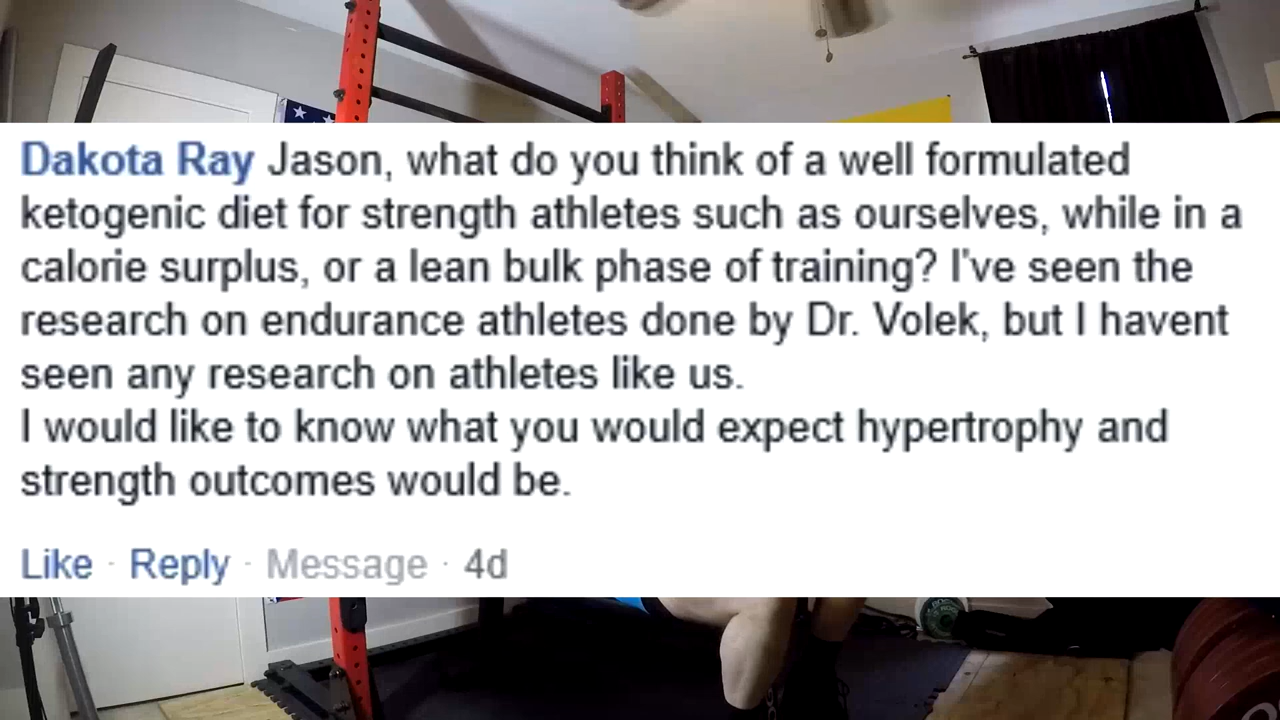 Dakota Ray Jason, what do you think of a well formulated
ketogenic diet for strength athletes such as ourselves, while in a
calorie surplus, or a lean bulk phase of training? I've seen the
research on endurance athletes done by Dr. Volek, but I havent
seen any research on athletes like us.
I would like to know what you would expect hypertrophy and
strength outcomes would be.
Like · Reply · Message · 4d